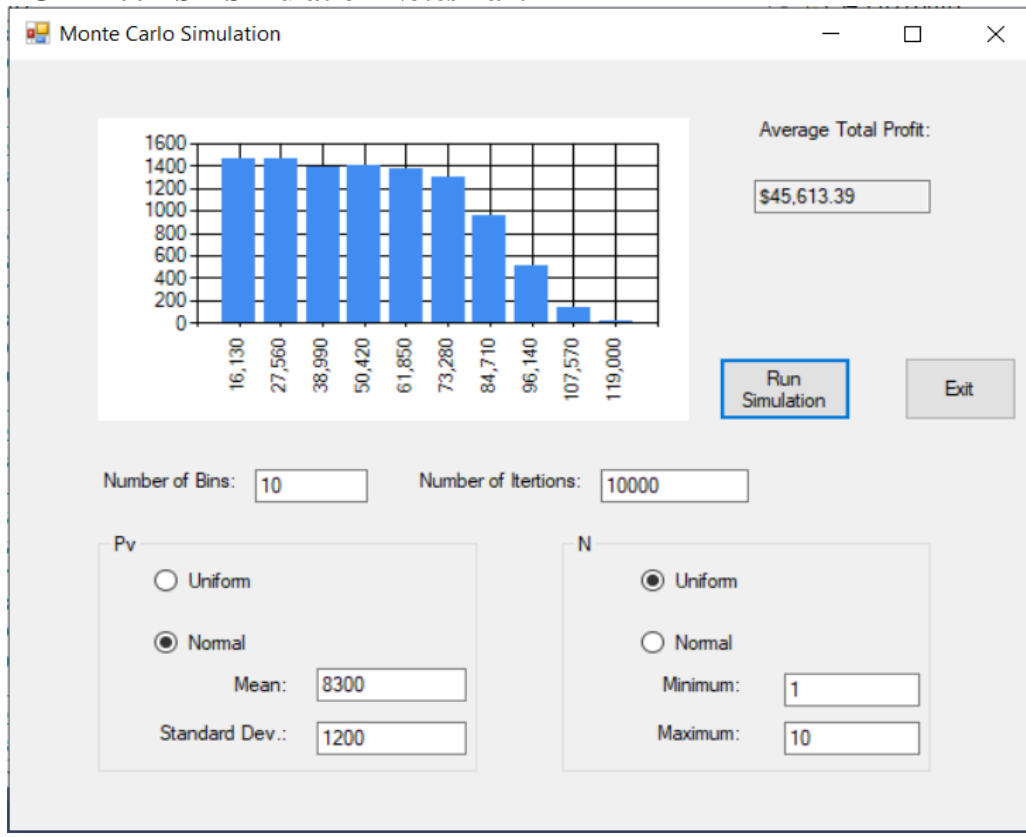 Monte Carlo Simulation
Average Total Profit:
$45,613.39
1600
1400
1200
1000
800
600
400
200
0
16,130
27,560
38,990
50,420
61,850
73,280
84,710
96,140
107,570
119,000
Run
Simulation
Exit
Number of Bins: 10
Number of Itertions: 10000
Pv
Uniform
Normal
Mean: 8300
Standard Dev.: 1200
N
Uniform
Normal
Minimum: 1
Maximum: 10